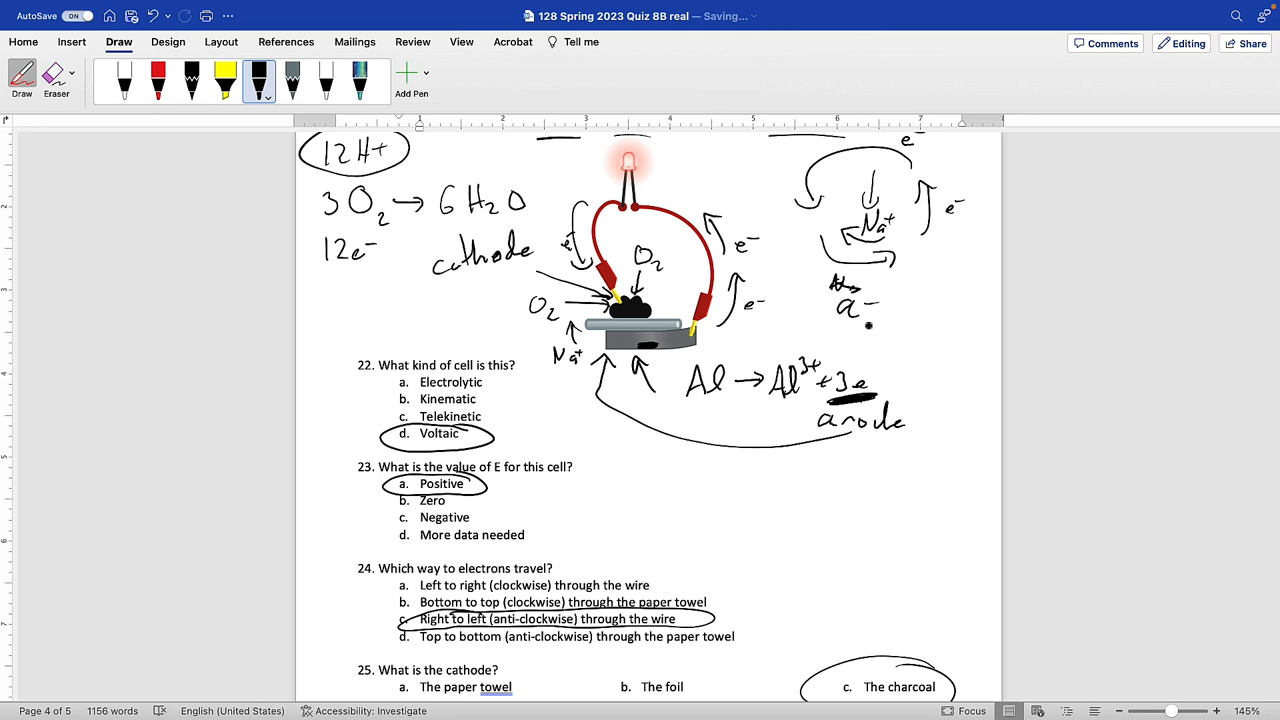 AutoSave ON 128 Spring 2023 Quiz 8B real — Saving...
Home Insert Draw Design Layout References Mailings Review View Acrobat Tell me Comments Editing Share
Draw Eraser Add Pen
3 4 5 6 7
e-
12H+
3O2 → 6H2O
12e-
cathode
e-
O2
e-
Na+
e-
O2
e-
a-
Na+
Al → Al3+ + 3e
anode
22. What kind of cell is this?
a. Electrolytic
b. Kinematic
c. Telekinetic
d. Voltaic
23. What is the value of E for this cell?
a. Positive
b. Zero
c. Negative
d. More data needed
24. Which way to electrons travel?
a. Left to right (clockwise) through the wire
b. Bottom to top (clockwise) through the paper towel
c. Right to left (anti-clockwise) through the wire
d. Top to bottom (anti-clockwise) through the paper towel
25. What is the cathode?
a. The paper towel b. The foil c. The charcoal
Page 4 of 5 1156 words English (United States) Accessibility: Investigate Focus 145%